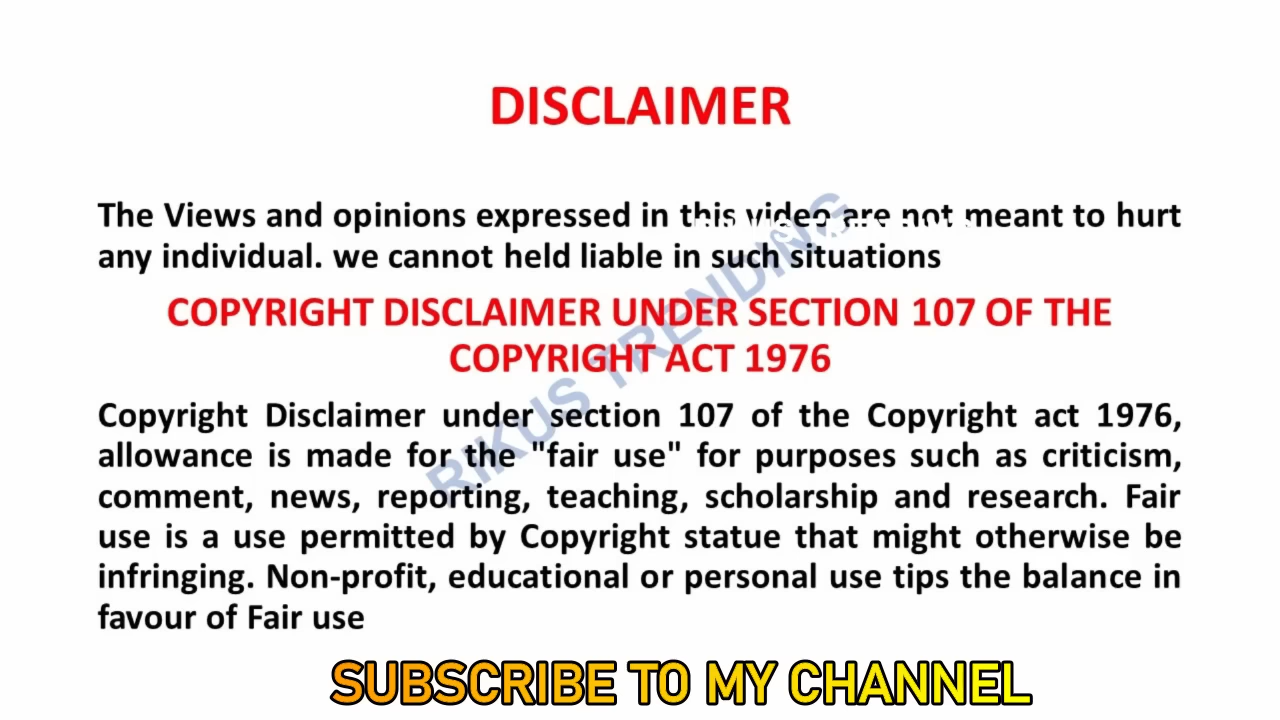 DISCLAIMER
The Views and opinions expressed in this video are not meant to hurt
any individual. we cannot held liable in such situations
COPYRIGHT DISCLAIMER UNDER SECTION 107 OF THE
COPYRIGHT ACT 1976
Copyright Disclaimer under section 107 of the Copyright act 1976,
allowance is made for the "fair use" for purposes such as criticism,
comment, news, reporting, teaching, scholarship and research. Fair
use is a use permitted by Copyright statue that might otherwise be
infringing. Non-profit, educational or personal use tips the balance in
favour of Fair use
RIKUS TRENDING
SUBSCRIBE TO MY CHANNEL